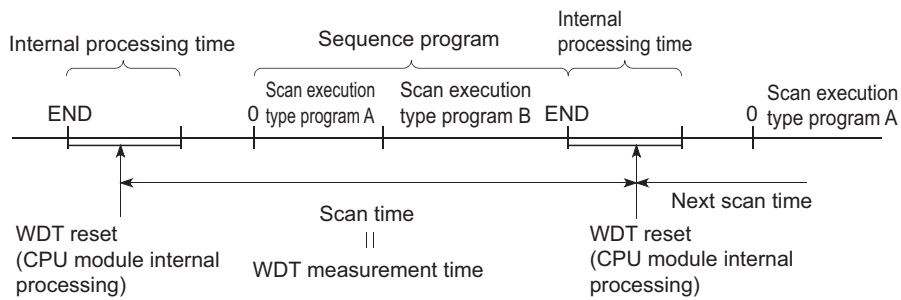 Internal processing time
Sequence program
Internal
processing time
END
0
Scan execution
type program A
Scan execution
type program B
END
0
Scan execution
type program A
Scan time
=
WDT measurement time
Next scan time
WDT reset
(CPU module internal
processing)
WDT reset
(CPU module internal
processing)